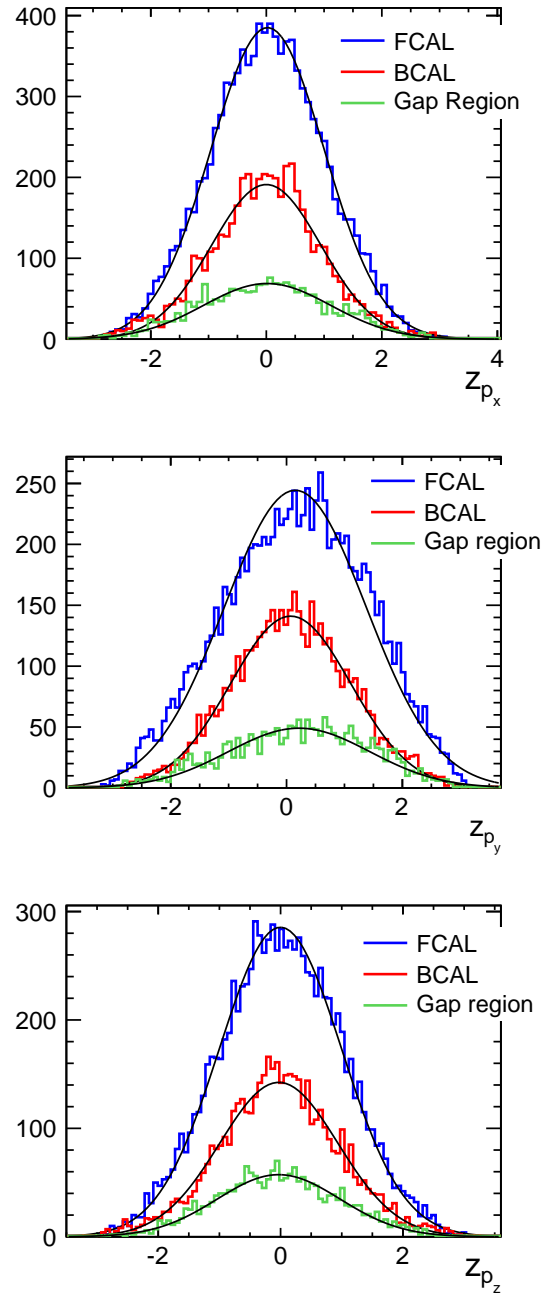 400
300
200
100
0
FCAL
BCAL
Gap Region
-2 0 2 4
z_{p_x}
250
200
150
100
50
0
FCAL
BCAL
Gap region
-2 0 2
z_{p_y}
300
200
100
0
FCAL
BCAL
Gap region
-2 0 2
z_{p_z}